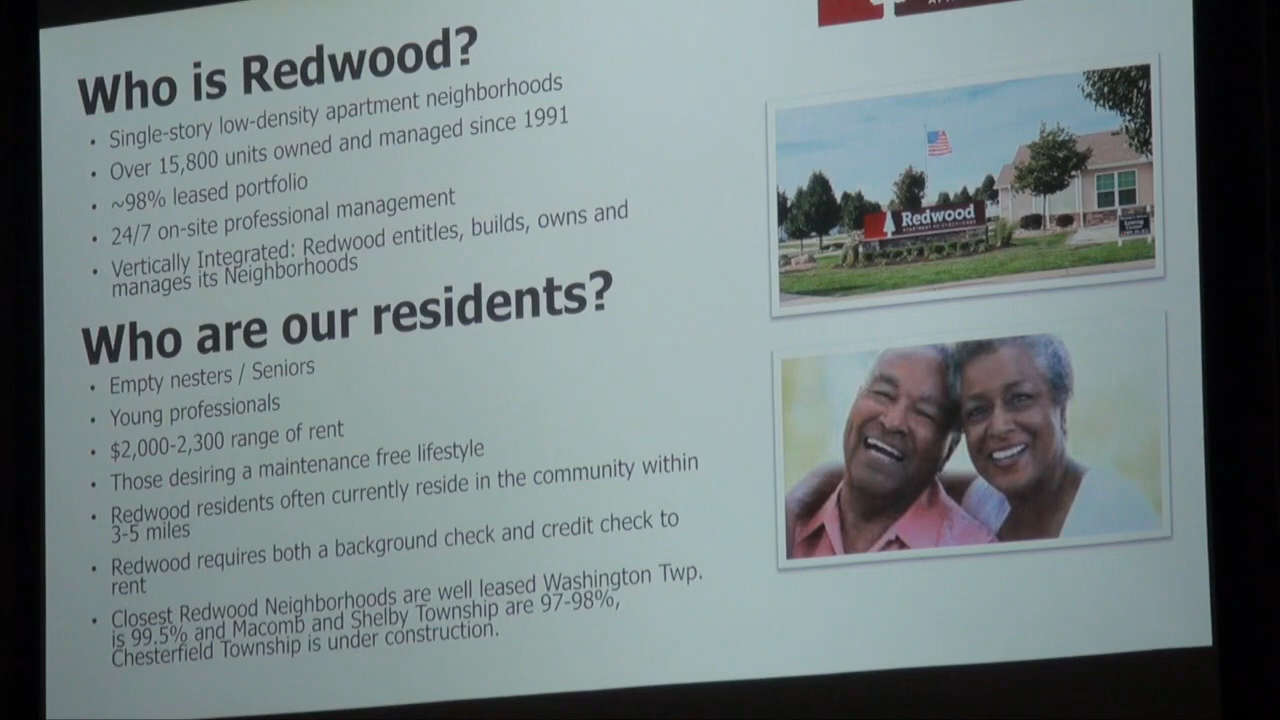 Who is Redwood?
• Single-story low-density apartment neighborhoods
• Over 15,800 units owned and managed since 1991
• ~98% leased portfolio
• 24/7 on-site professional management
• Vertically Integrated: Redwood entitles, builds, owns and
manages its Neighborhoods
Who are our residents?
• Empty nesters / Seniors
• Young professionals
• $2,000-2,300 range of rent
• Those desiring a maintenance free lifestyle
• Redwood residents often currently reside in the community within
3-5 miles
• Redwood requires both a background check and credit check to
rent
• Closest Redwood Neighborhoods are well leased Washington Twp.
is 99.5% and Macomb and Shelby Township are 97-98%,
Chesterfield Township is under construction.
Redwood
APARTMENT NEIGHBORHOODS